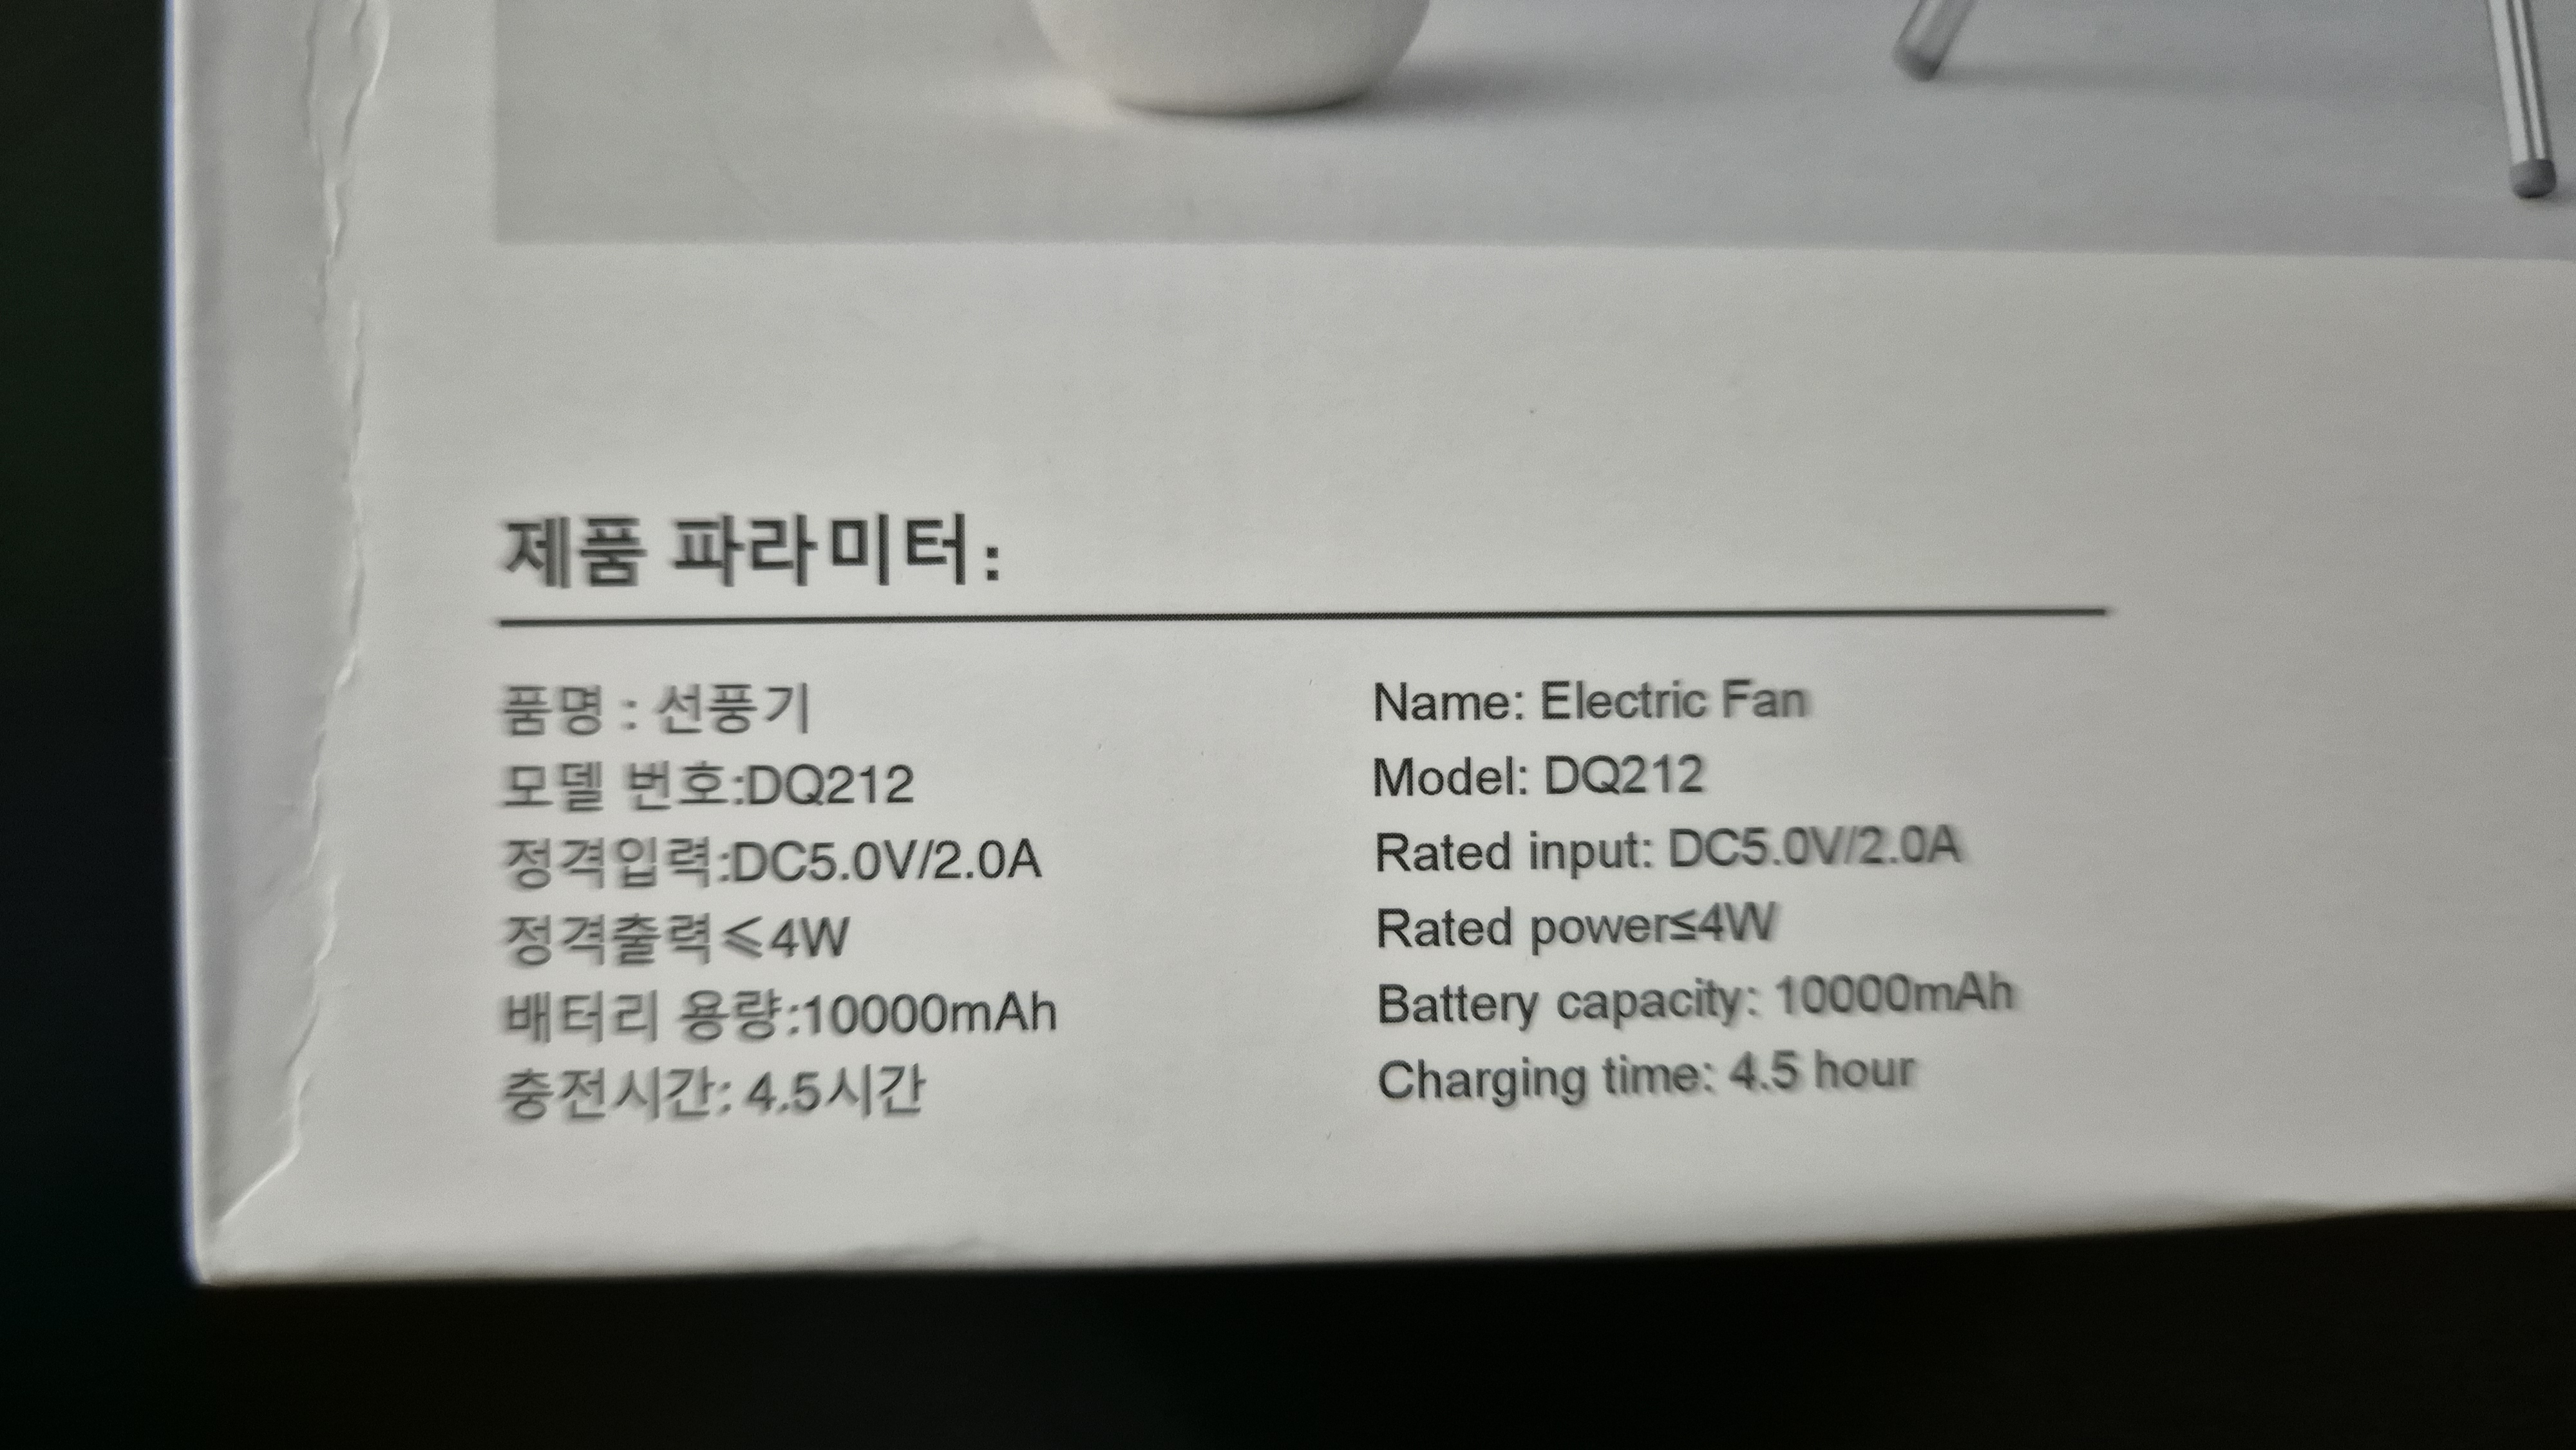 제품 파라미터:
품명 : 선풍기
모델 번호:DQ212
정격입력:DC5.0V/2.0A
정격출력≤4W
배터리 용량:10000mAh
충전시간: 4.5시간
Name: Electric Fan
Model: DQ212
Rated input: DC5.0V/2.0A
Rated power≤4W
Battery capacity: 10000mAh
Charging time: 4.5 hour